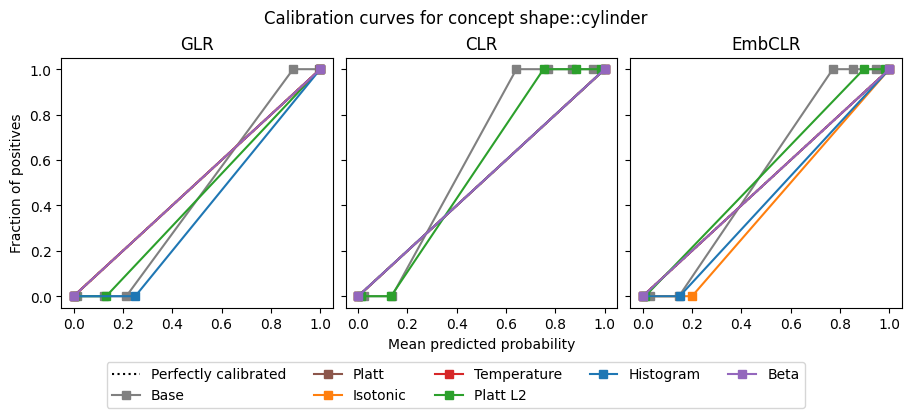 Calibration curves for concept shape::cylinder
GLR
CLR
EmbCLR
Fraction of positives
1.0
0.8
0.6
0.4
0.2
0.0
0.0 0.2 0.4 0.6 0.8 1.0
0.0 0.2 0.4 0.6 0.8 1.0
0.0 0.2 0.4 0.6 0.8 1.0
Mean predicted probability
Perfectly calibrated
Base
Platt
Isotonic
Temperature
Platt L2
Histogram
Beta